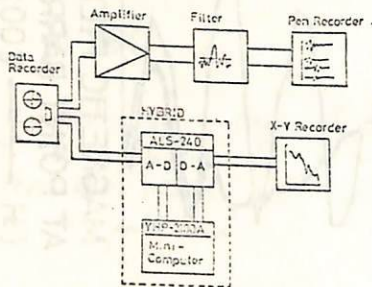 Amplifier
Filter
Pen Recorder
Data
Recorder
HYBRID
X-Y Recorder
ALS-240
A-D D-A
Mini-
Computer